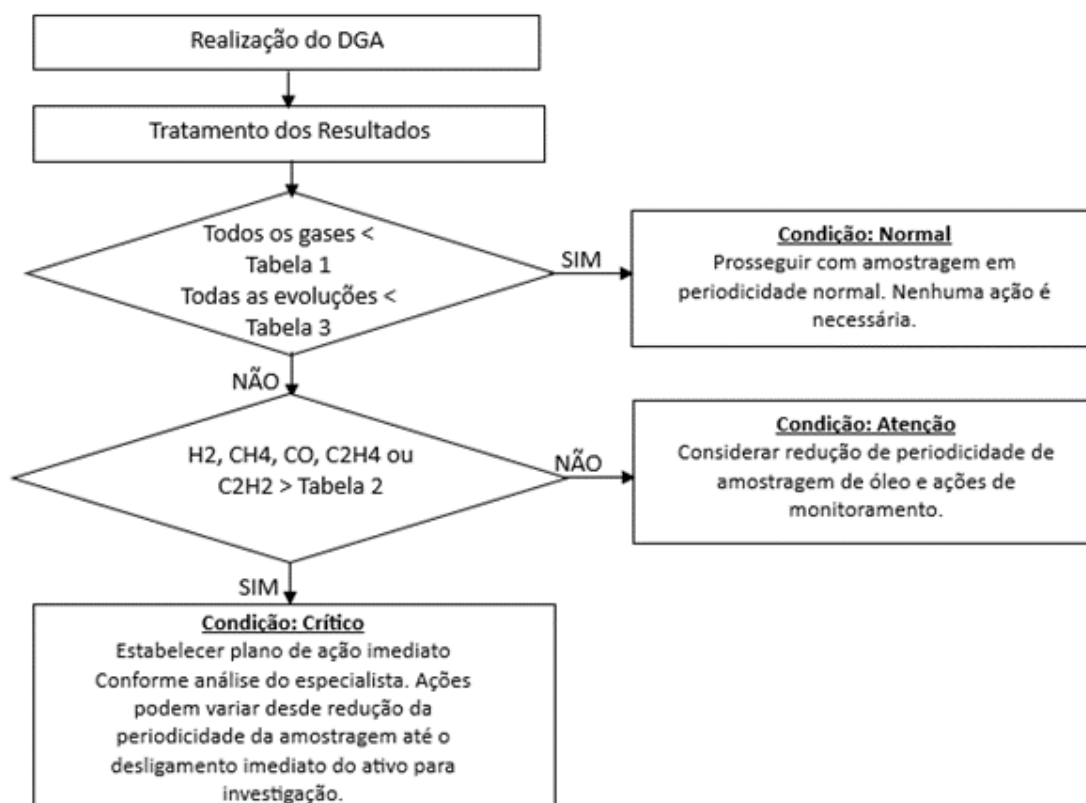 Realização do DGA
Tratamento dos Resultados
Todos os gases <
Tabela 1
Todas as evoluções <
Tabela 3
SIM
Condição: Normal
Prosseguir com amostragem em
periodicidade normal. Nenhuma ação é
necessária.
NÃO
H2, CH4, CO, C2H4 ou
C2H2 > Tabela 2
NÃO
Condição: Atenção
Considerar redução de periodicidade de
amostragem de óleo e ações de
monitoramento.
SIM
Condição: Crítico
Estabelecer plano de ação imediato
Conforme análise do especialista. Ações
podem variar desde redução da
periodicidade da amostragem até o
desligamento imediato do ativo para
investigação.